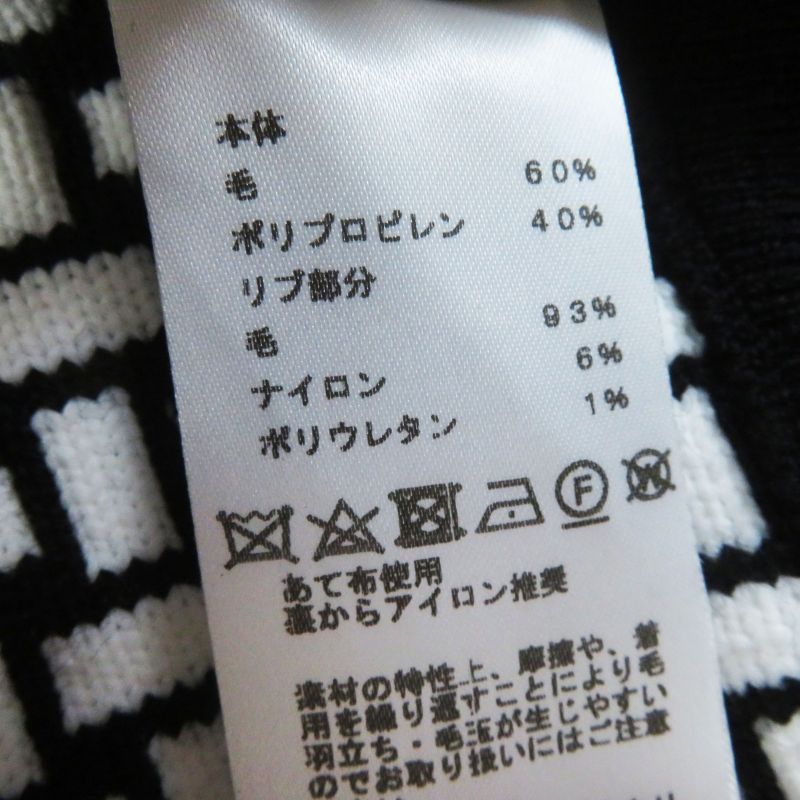 本体
毛 60%
ポリプロピレン 40%
リブ部分
毛 93%
ナイロン 6%
ポリウレタン 1%
F W
あて布使用
裏からアイロン推奨
素材の特性上、摩擦や、着
用を繰り返すことにより毛
羽立ち・毛玉が生じやすい
のでお取り扱いにはご注意